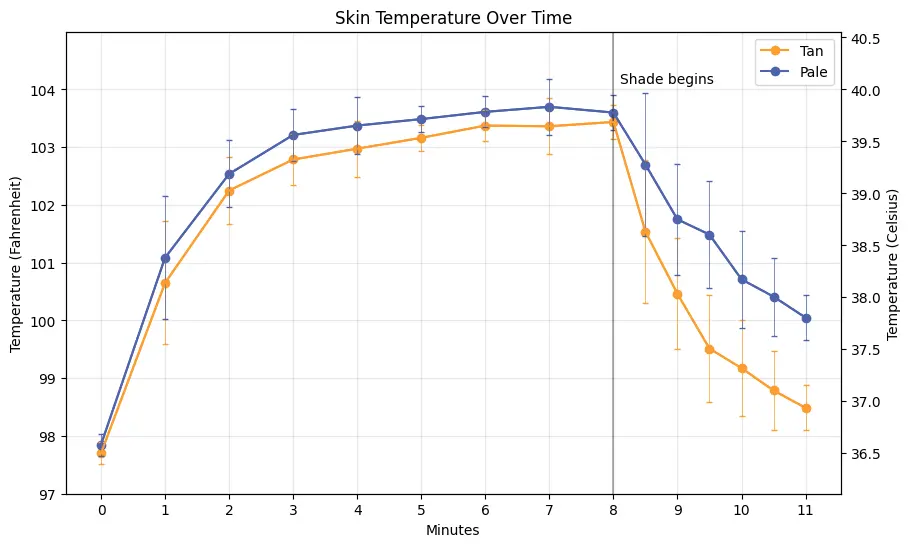 Skin Temperature Over Time
Tan
Pale
Shade begins
Temperature (Fahrenheit)
104
103
102
101
100
99
98
97
Temperature (Celsius)
40.5
40.0
39.5
39.0
38.5
38.0
37.5
37.0
36.5
0 1 2 3 4 5 6 7 8 9 10 11
Minutes